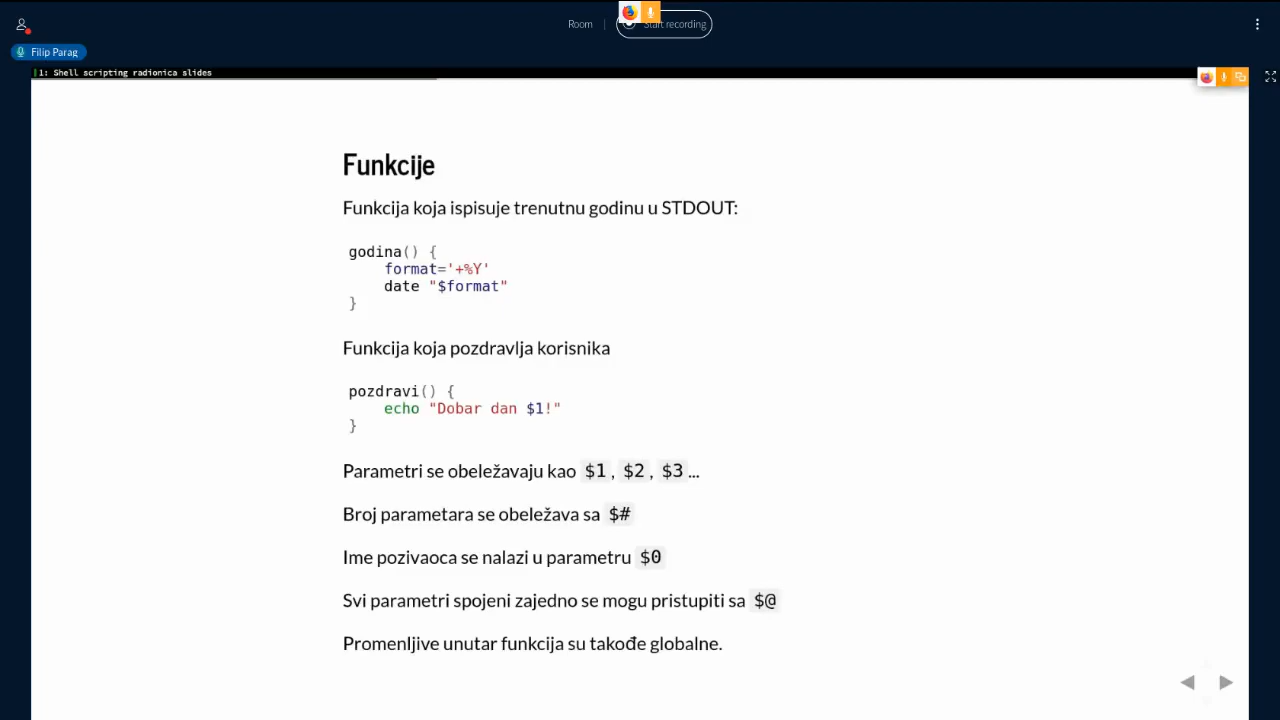 Room
Start recording
Filip Parag
1: Shell scripting radionica slides
Funkcije
Funkcija koja ispisuje trenutnu godinu u STDOUT:
godina() {
format='+%Y'
date "$format"
}
Funkcija koja pozdravlja korisnika
pozdravi() {
echo "Dobar dan $1!"
}
Parametri se obeležavaju kao $1, $2, $3...
Broj parametara se obeležava sa $#
Ime pozivaoca se nalazi u parametru $0
Svi parametri spojeni zajedno se mogu pristupiti sa $@
Promenljive unutar funkcija su takođe globalne.